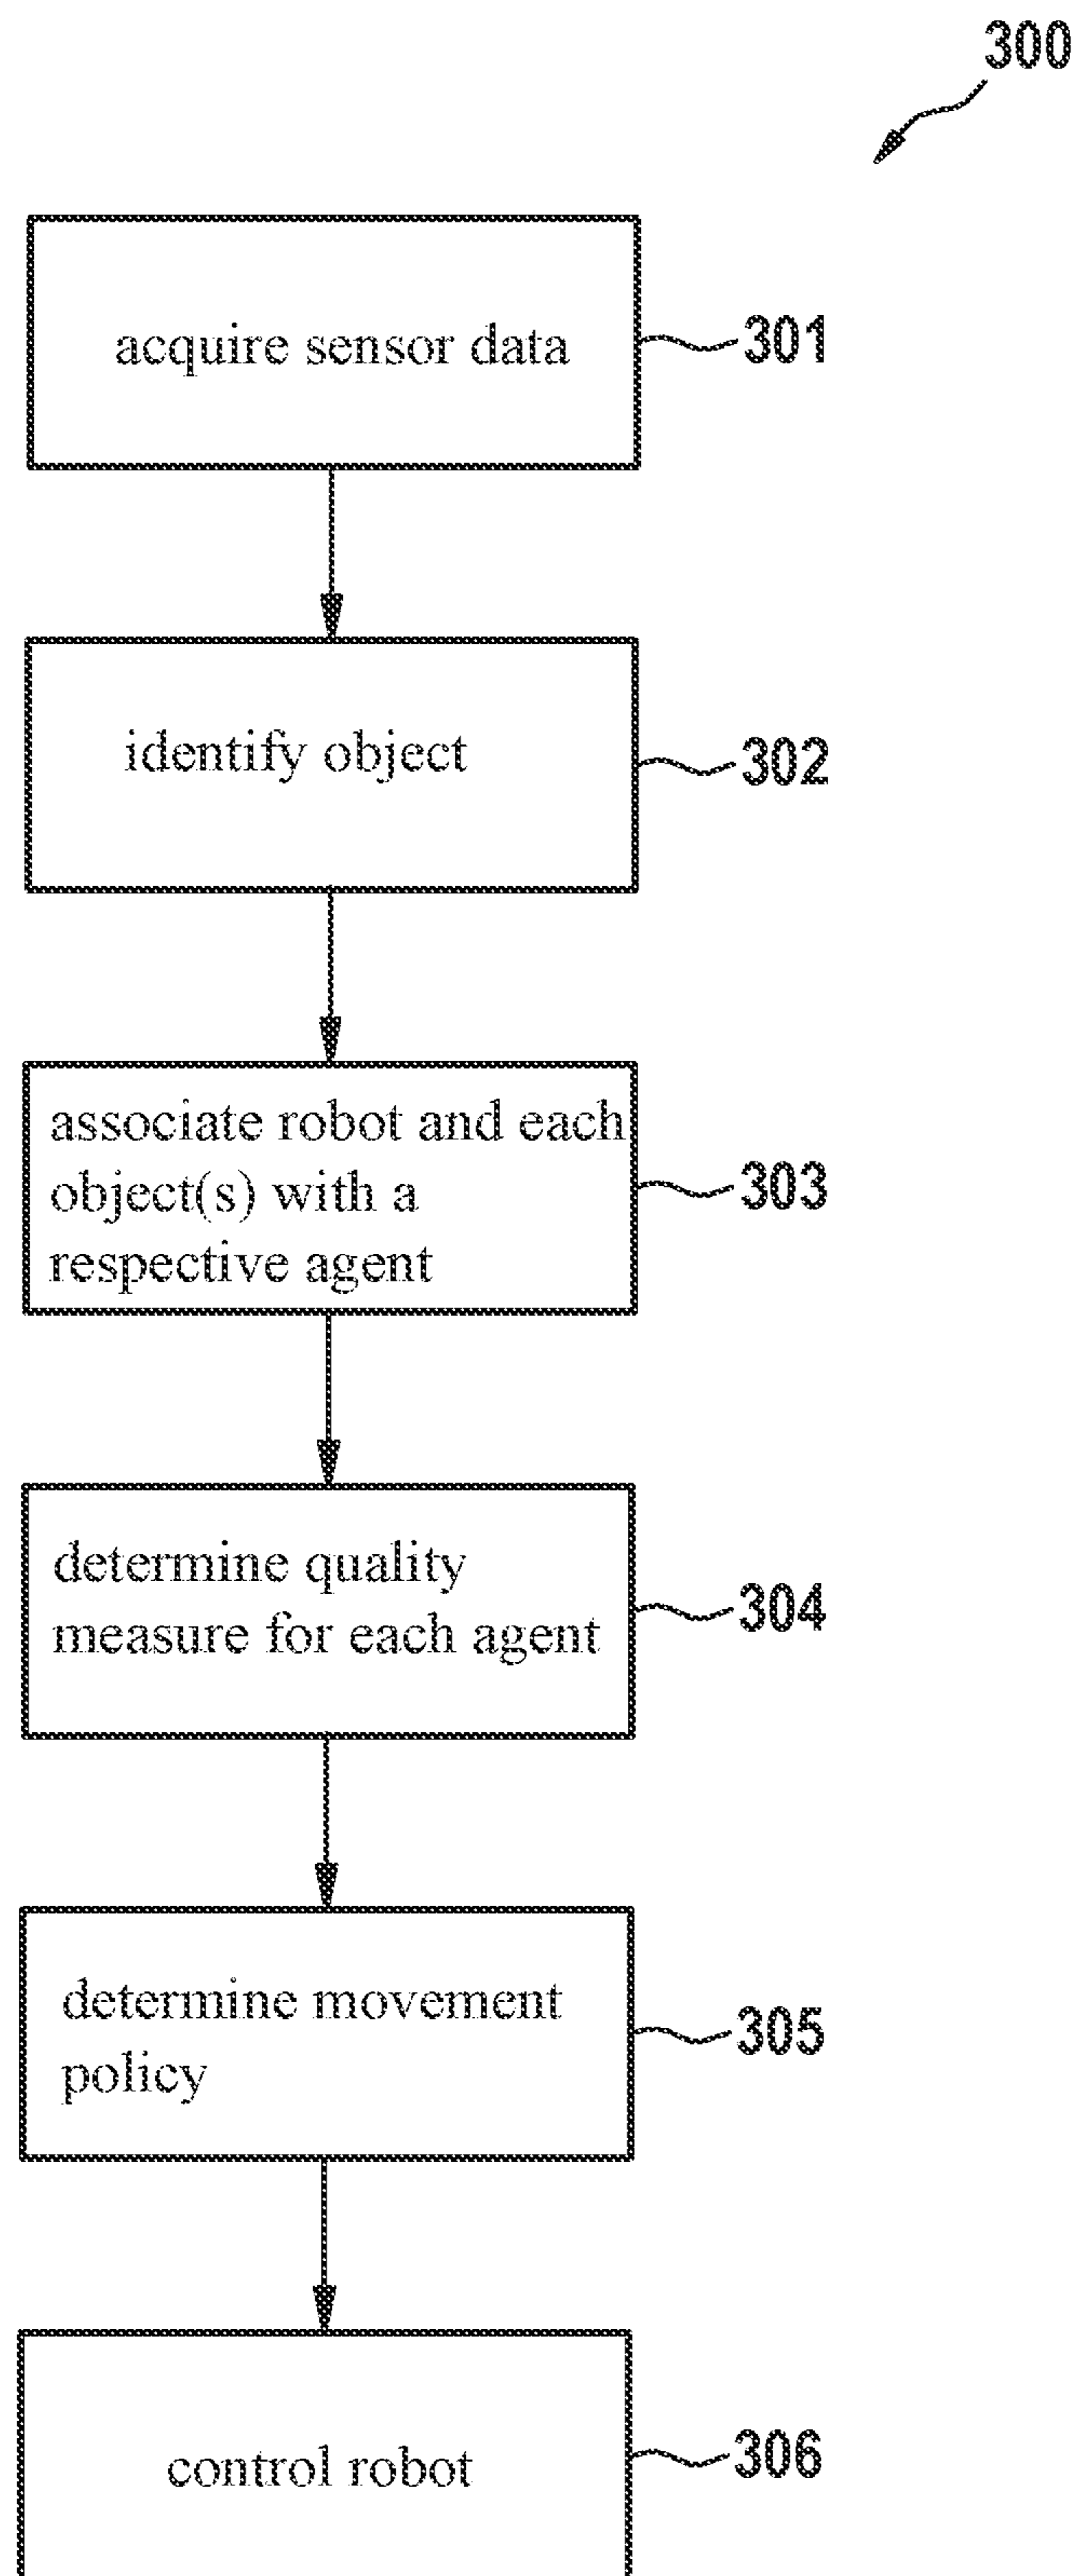 300
acquire sensor data
301
identify object
302
associate robot and each
object(s) with a
respective agent
303
determine quality
measure for each agent
304
determine movement
policy
305
control robot
306